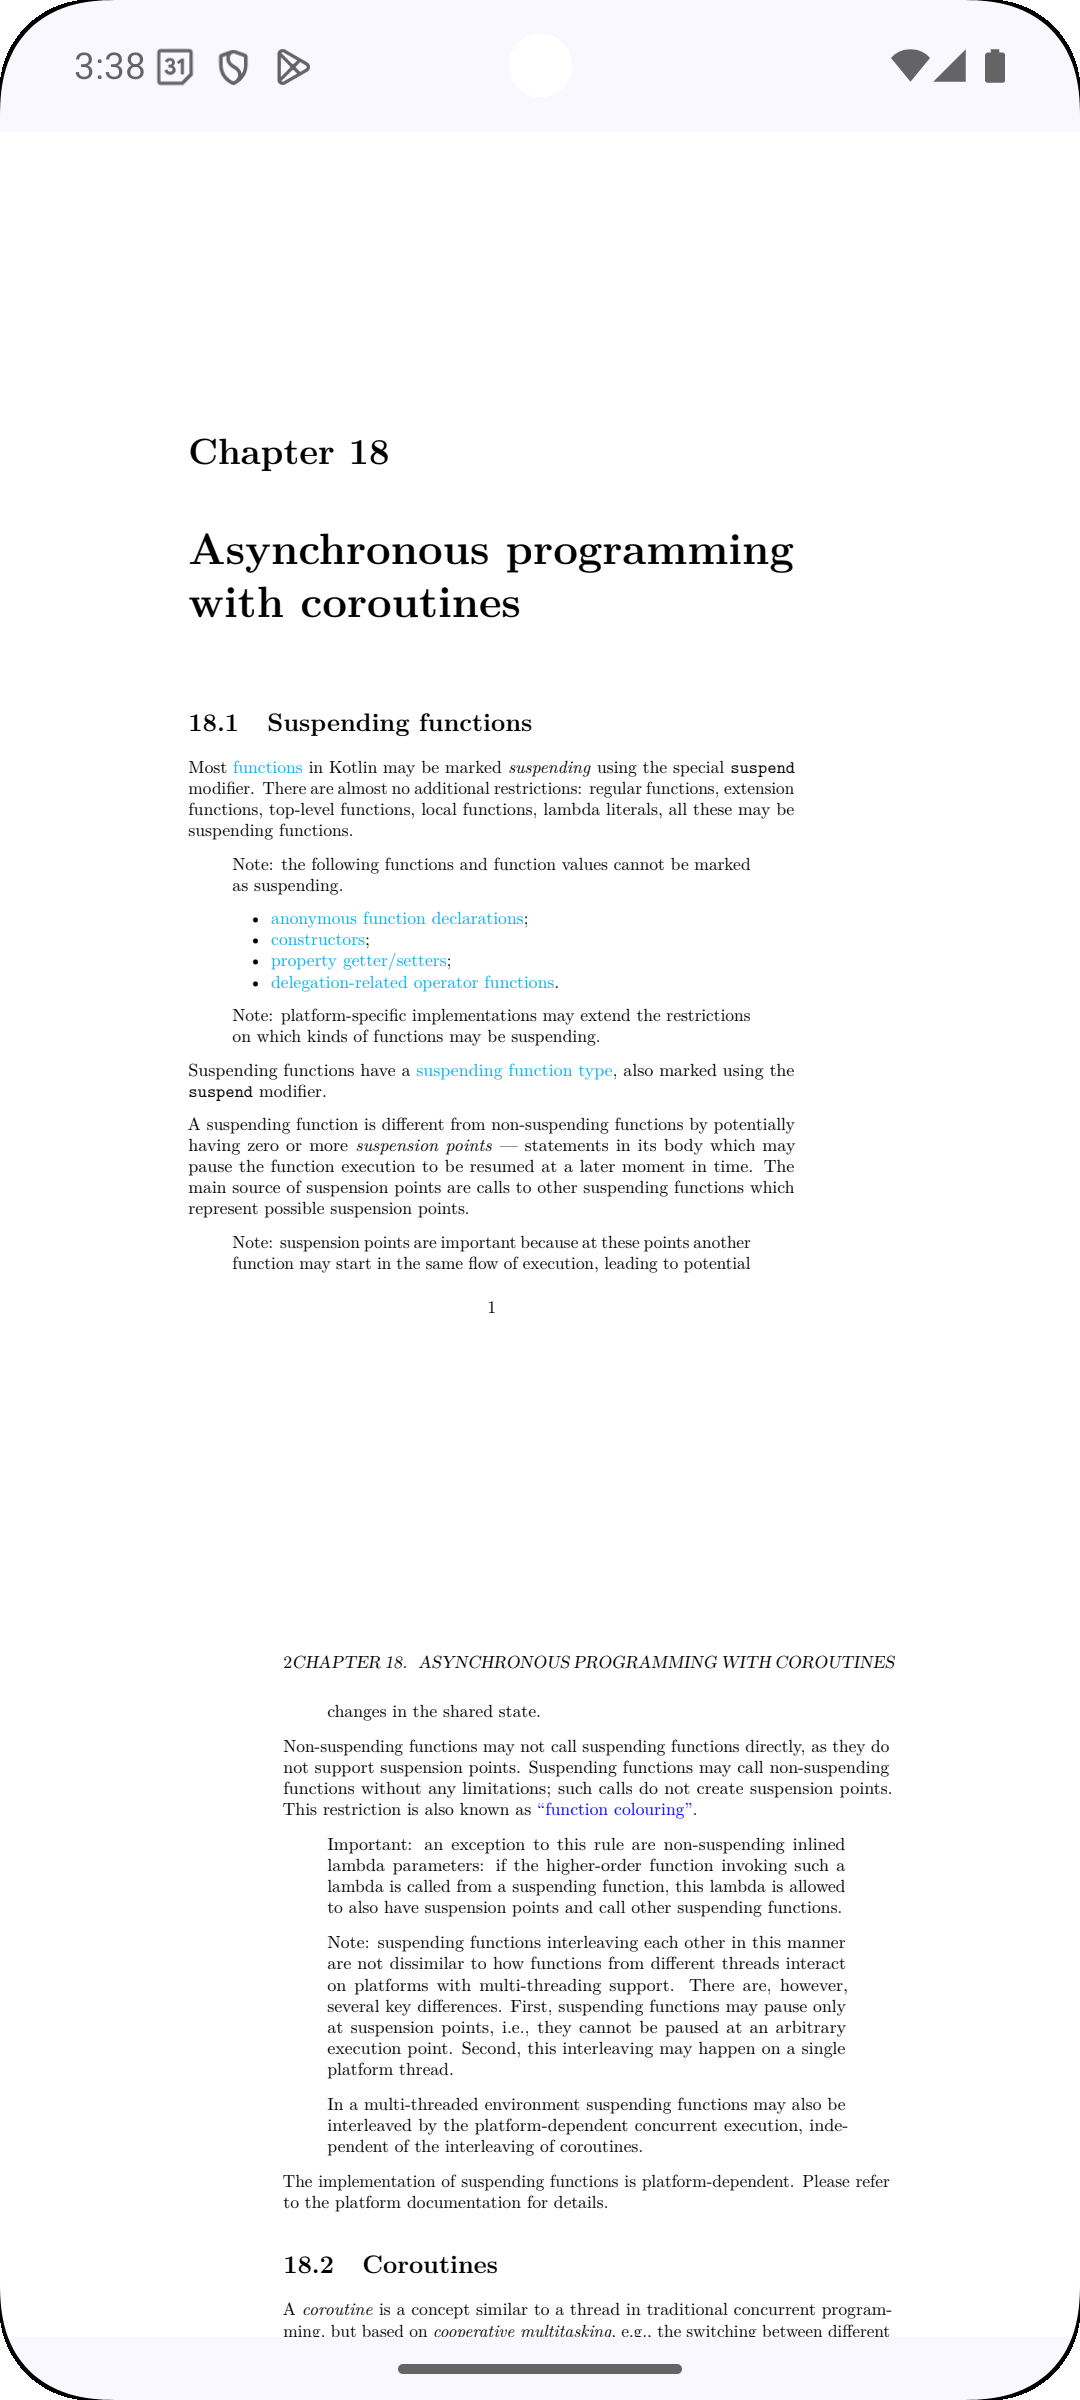 3:38 31
Chapter 18
Asynchronous programming
with coroutines
18.1 Suspending functions
Most functions in Kotlin may be marked suspending using the special suspend
modifier. There are almost no additional restrictions: regular functions, extension
functions, top-level functions, local functions, lambda literals, all these may be
suspending functions.
Note: the following functions and function values cannot be marked
as suspending.
• anonymous function declarations;
• constructors;
• property getter/setters;
• delegation-related operator functions.
Note: platform-specific implementations may extend the restrictions
on which kinds of functions may be suspending.
Suspending functions have a suspending function type, also marked using the
suspend modifier.
A suspending function is different from non-suspending functions by potentially
having zero or more suspension points — statements in its body which may
pause the function execution to be resumed at a later moment in time. The
main source of suspension points are calls to other suspending functions which
represent possible suspension points.
Note: suspension points are important because at these points another
function may start in the same flow of execution, leading to potential
1
2CHAPTER 18. ASYNCHRONOUS PROGRAMMING WITH COROUTINES
changes in the shared state.
Non-suspending functions may not call suspending functions directly, as they do
not support suspension points. Suspending functions may call non-suspending
functions without any limitations; such calls do not create suspension points.
This restriction is also known as “function colouring”.
Important: an exception to this rule are non-suspending inlined
lambda parameters: if the higher-order function invoking such a
lambda is called from a suspending function, this lambda is allowed
to also have suspension points and call other suspending functions.
Note: suspending functions interleaving each other in this manner
are not dissimilar to how functions from different threads interact
on platforms with multi-threading support. There are, however,
several key differences. First, suspending functions may pause only
at suspension points, i.e., they cannot be paused at an arbitrary
execution point. Second, this interleaving may happen on a single
platform thread.
In a multi-threaded environment suspending functions may also be
interleaved by the platform-dependent concurrent execution, inde-
pendent of the interleaving of coroutines.
The implementation of suspending functions is platform-dependent. Please refer
to the platform documentation for details.
18.2 Coroutines
A coroutine is a concept similar to a thread in traditional concurrent program-
ming, but based on cooperative multitasking, e.g., the switching between different